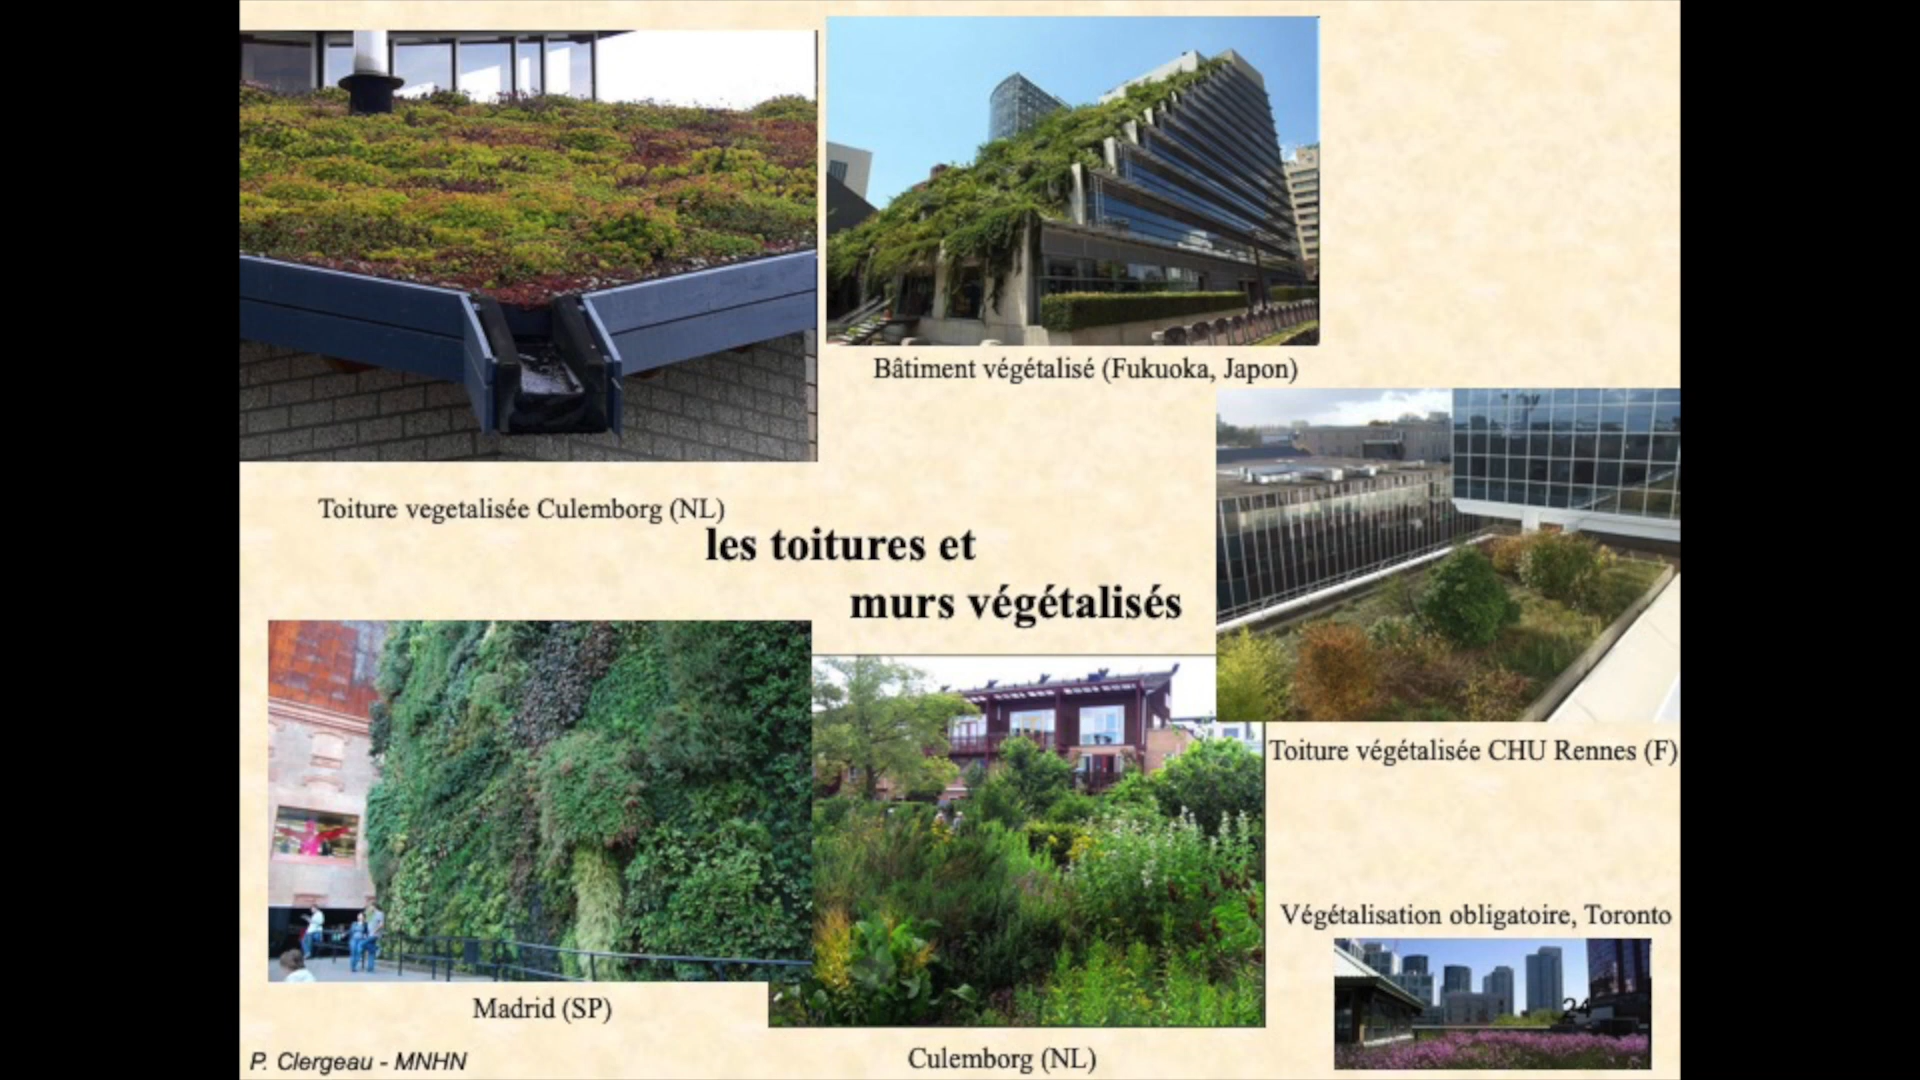 Bâtiment végétalisé (Fukuoka, Japon)
Toiture vegetalisée Culemborg (NL)
les toitures et
murs végétalisés
Toiture végétalisée CHU Rennes (F)
Végétalisation obligatoire, Toronto
24
Madrid (SP)
Culemborg (NL)
P. Clergeau - MNHN